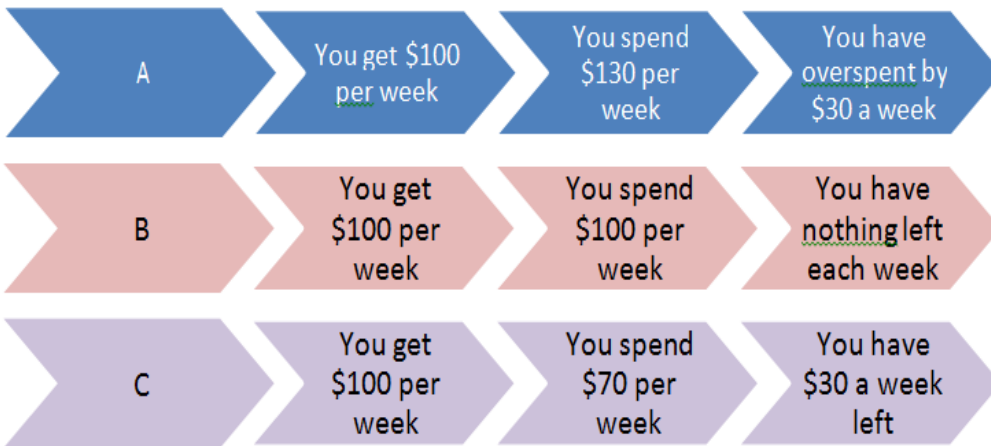 A
You get $100
per week
You spend
$130 per
week
You have
overspent by
$30 a week
B
You get
$100 per
week
You spend
$100 per
week
You have
nothing left
each week
C
You get
$100 per
week
You spend
$70 per
week
You have
$30 a week
left